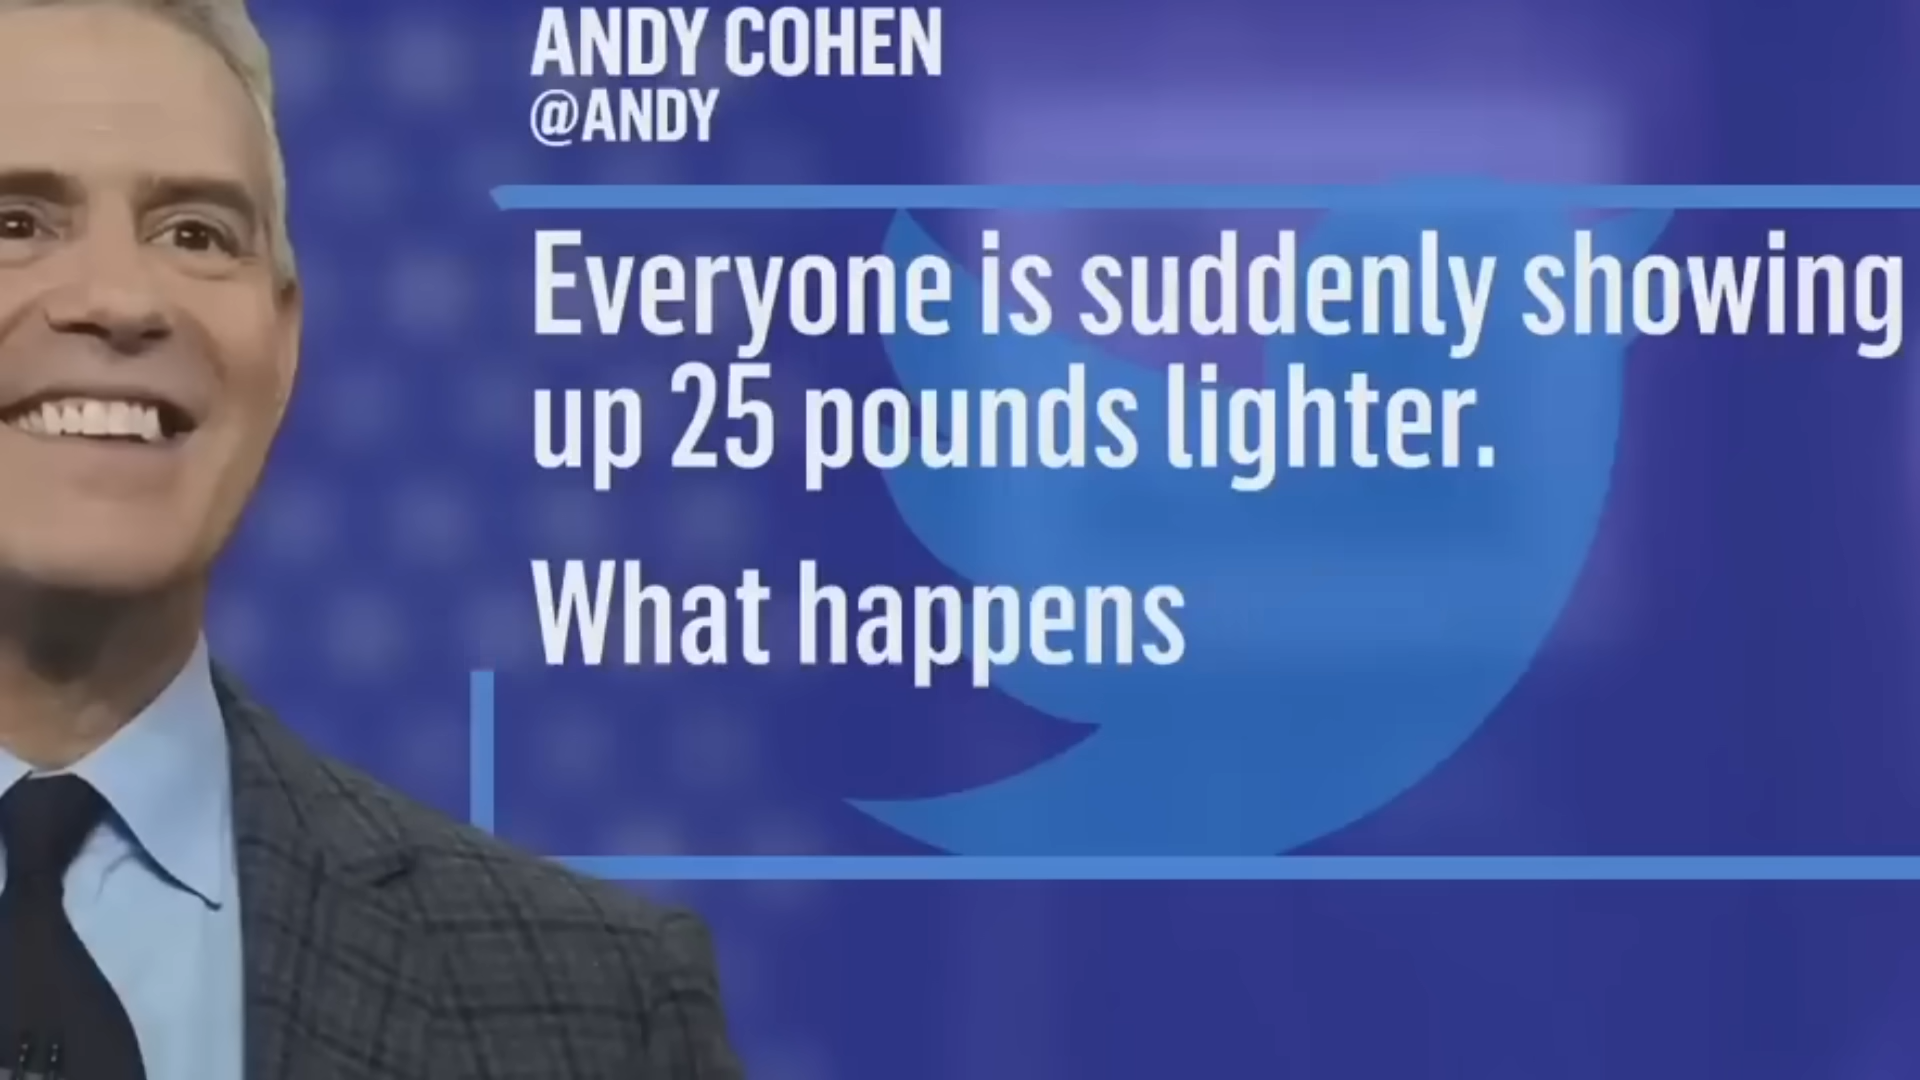 ANDY COHEN
@ANDY
Everyone is suddenly showing
up 25 pounds lighter.
What happens